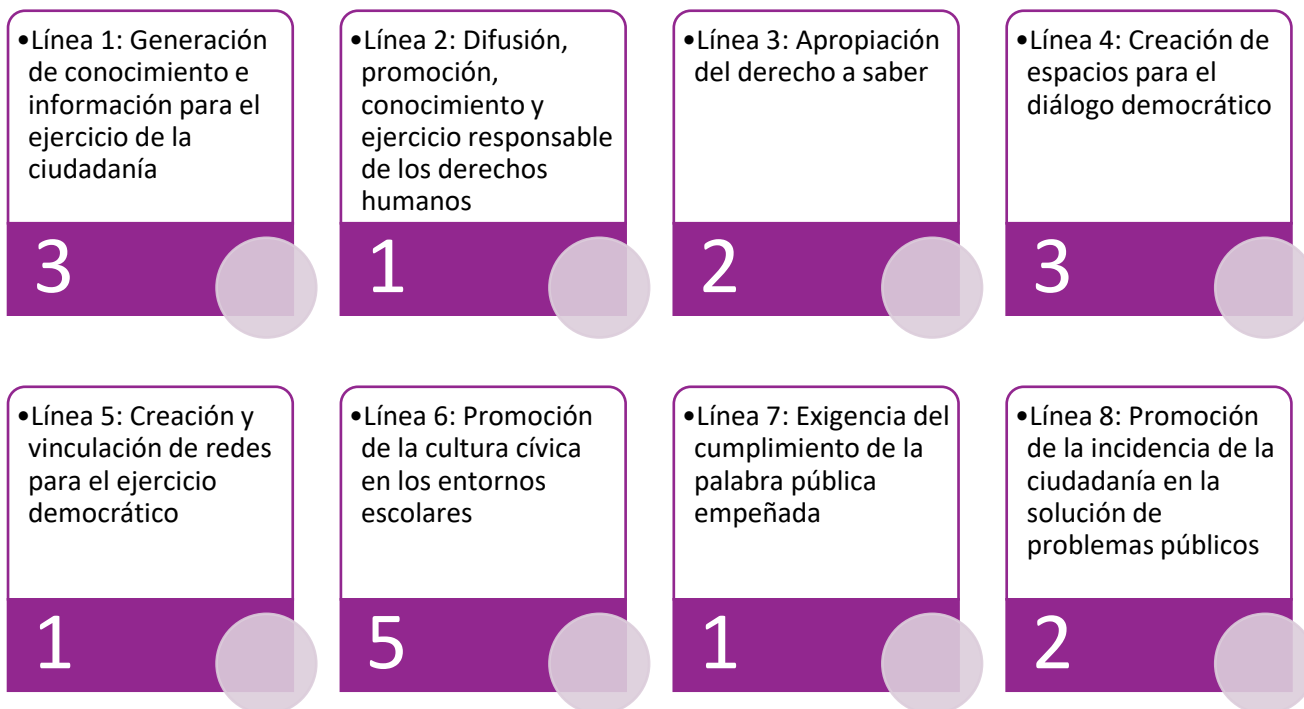 •Línea 1: Generación
de conocimiento e
información para el
ejercicio de la
ciudadanía
3
•Línea 2: Difusión,
promoción,
conocimiento y
ejercicio responsable
de los derechos
humanos
1
•Línea 3: Apropiación
del derecho a saber
2
•Línea 4: Creación de
espacios para el
diálogo democrático
3
•Línea 5: Creación y
vinculación de redes
para el ejercicio
democrático
1
•Línea 6: Promoción
de la cultura cívica
en los entornos
escolares
5
•Línea 7: Exigencia del
cumplimiento de la
palabra pública
empeñada
1
•Línea 8: Promoción
de la incidencia de la
ciudadanía en la
solución de
problemas públicos
2